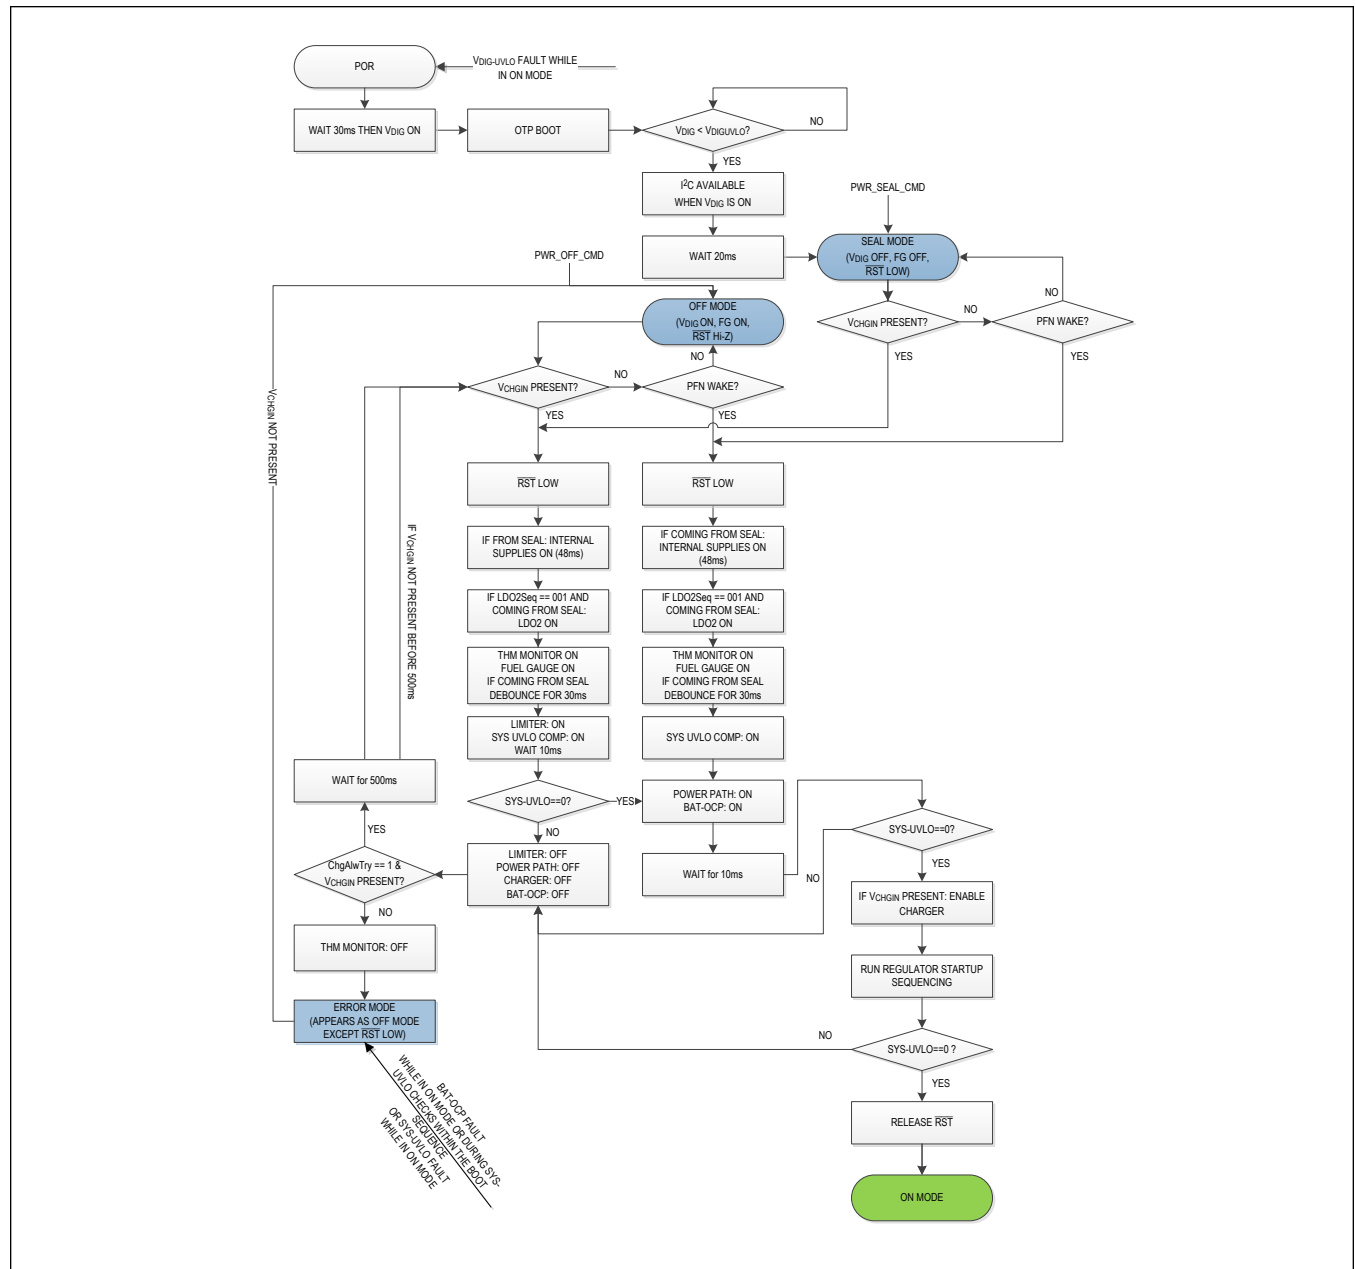 POR
VDIG-UVLO FAULT WHILE
IN ON MODE
WAIT 30ms THEN VDIG ON
OTP BOOT
VDIG < VDIGUVLO?
NO
YES
I2C AVAILABLE
WHEN VDIG IS ON
PWR_SEAL_CMD
WAIT 20ms
SEAL MODE
(VDIG OFF, FG OFF,
RST LOW)
PWR_OFF_CMD
NO
OFF MODE
(VDIG ON, FG ON,
RST Hi-Z)
VCHGIN PRESENT?
NO
PFN WAKE?
YES
YES
NO
VCHGIN PRESENT?
NO
PFN WAKE?
YES
YES
VCHGIN NOT PRESENT
IF VCHGIN NOT PRESENT BEFORE 500ms
RST LOW
RST LOW
IF FROM SEAL: INTERNAL
SUPPLIES ON (48ms)
IF COMING FROM SEAL:
INTERNAL SUPPLIES ON
(48ms)
IF LDO2Seq == 001 AND
COMING FROM SEAL:
LDO2 ON
IF LDO2Seq == 001 AND
COMING FROM SEAL:
LDO2 ON
THM MONITOR ON
FUEL GAUGE ON
IF COMING FROM SEAL
DEBOUNCE FOR 30ms
THM MONITOR ON
FUEL GAUGE ON
IF COMING FROM SEAL
DEBOUNCE FOR 30ms
LIMITER: ON
SYS UVLO COMP: ON
WAIT 10ms
SYS UVLO COMP: ON
WAIT for 500ms
SYS-UVLO==0?
YES
POWER PATH: ON
BAT-OCP: ON
SYS-UVLO==0?
YES
NO
NO
YES
ChgAlwTry == 1 &
VCHGIN PRESENT?
LIMITER: OFF
POWER PATH: OFF
CHARGER: OFF
BAT-OCP: OFF
WAIT for 10ms
IF VCHGIN PRESENT: ENABLE
CHARGER
NO
THM MONITOR: OFF
RUN REGULATOR STARTUP
SEQUENCING
ERROR MODE
(APPEARS AS OFF MODE
EXCEPT RST LOW)
NO
SYS-UVLO==0 ?
YES
BAT-OCP FAULT
WHILE IN ON MODE OR DURING SYS-
UVLO CHECKS WITHIN THE BOOT
SEQUENCE
OR SYS-UVLO FAULT
WHILE IN ON MODE
RELEASE RST
ON MODE